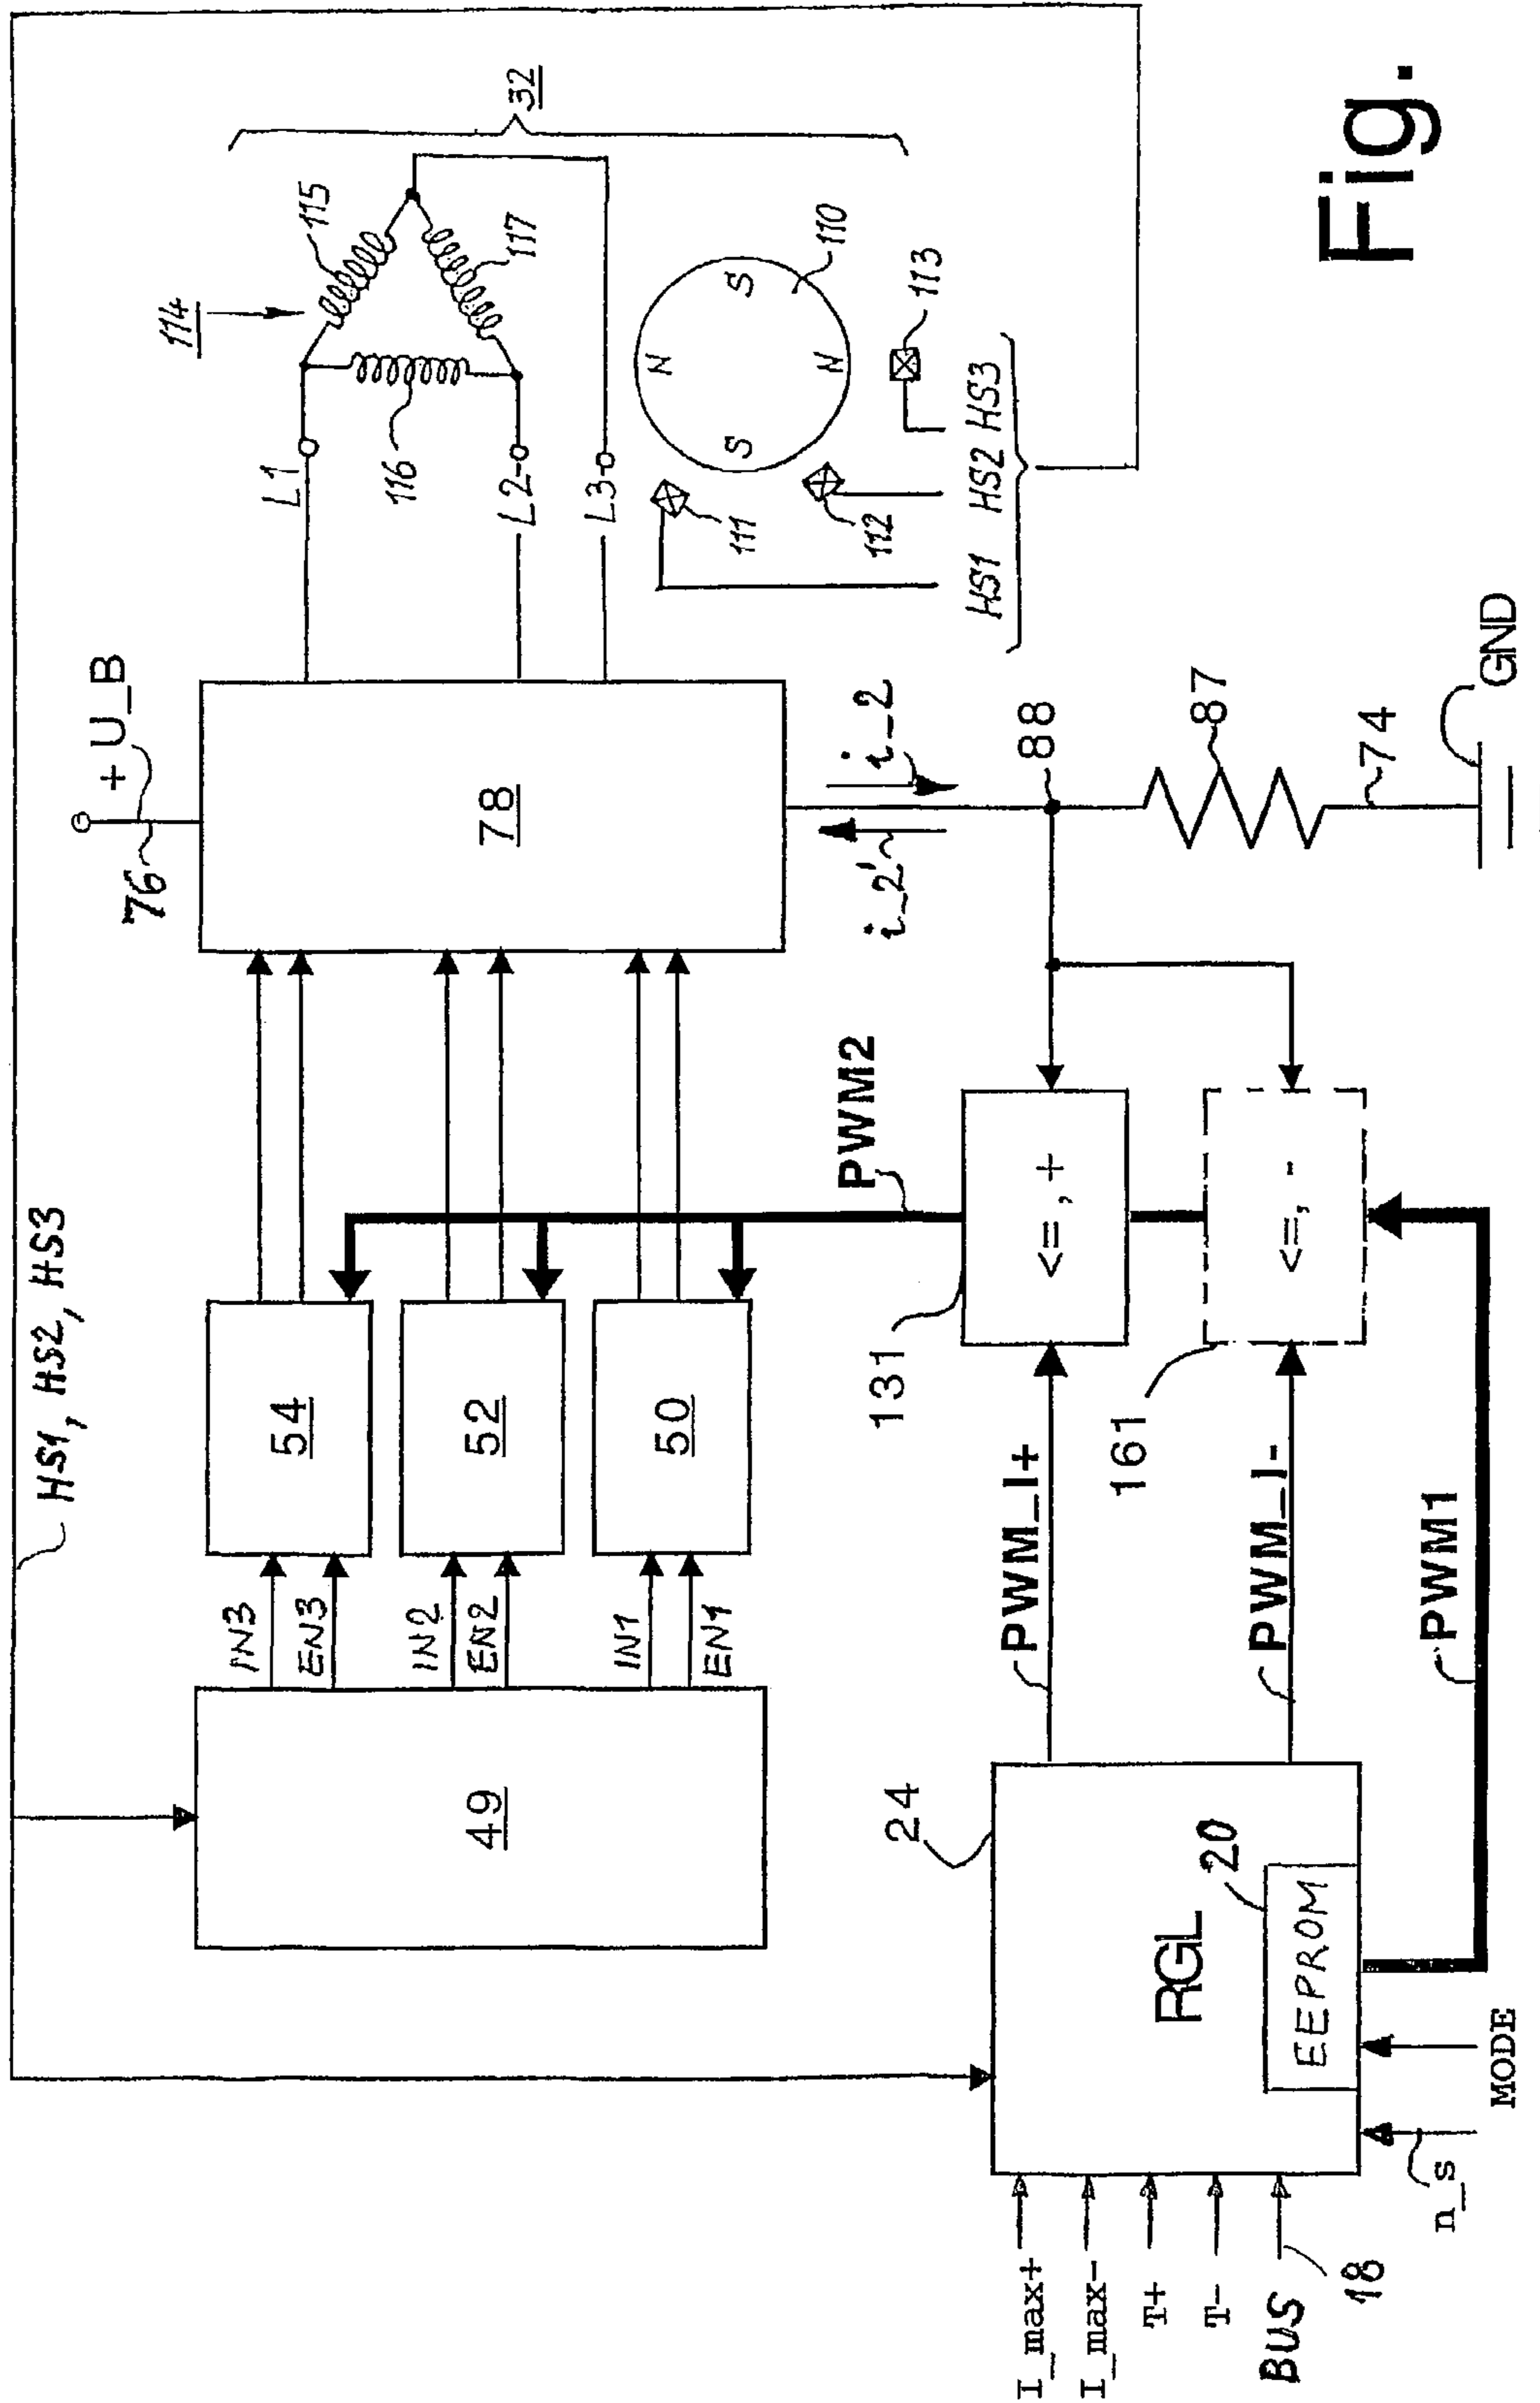 HS1, HS2, HS3
76
+ U_B
114
115
32
L1
116
117
L2
L3
N
S
S
N
110
111
112
113
HS1 HS2 HS3
49
IN3
EN3
IN2
EN2
IN1
EN1
54
52
50
78
PWM2
i_2'
i_2
88
87
74
GND
131
<=, +
161
<=, -
PWM_I+
PWM_I-
PWM1
24
RGL
20
EEPROM
I_max+
I_max-
T+
T-
BUS
18
n_s
MODE
Fig.